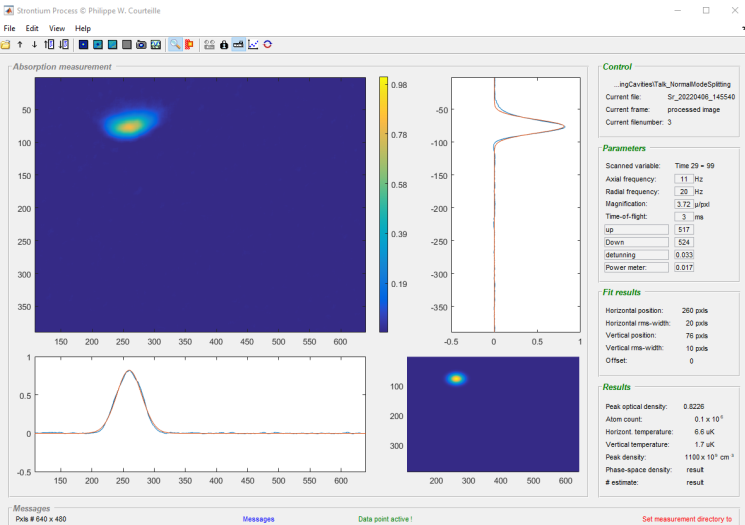 Strontium Process © Philippe W. Courteille
File Edit View Help
Absorption measurement
50
100
150
200
250
300
350
100 150 200 250 300 350 400 450 500 550 600
0.98
0.78
0.58
0.39
0.19
0
-50
-100
-150
-200
-250
-300
-350
-0.5 0 0.5 1
1
0.5
0
-0.5
100 150 200 250 300 350 400 450 500 550 600
100
200
300
100 200 300 400 500 600
Control
...ingCavities\Talk_NormalModeSplitting
Current file: Sr_20220406_145540
Current frame: processed image
Current filenumber: 3
Parameters
Scanned variable: Time 29 = 99
Axial frequency: 11 Hz
Radial frequency: 20 Hz
Magnification: 3.72 µ/pxl
Time-of-flight: 3 ms
up 517
Down 524
detunning 0.033
Power meter: 0.017
Fit results
Horizontal position: 260 pxls
Horizontal rms-width: 20 pxls
Vertical position: 76 pxls
Vertical rms-width: 10 pxls
Offset: 0
Results
Peak optical density: 0.8226
Atom count: 0.1 x 10⁶
Horizont. temperature: 6.6 uK
Vertical temperature: 1.7 uK
Peak density: 1100 x 10⁹ cm³
Phase-space density: result
# estimate: result
Messages
Pxls # 640 x 480 Messages Data point active ! Set measurement directory to